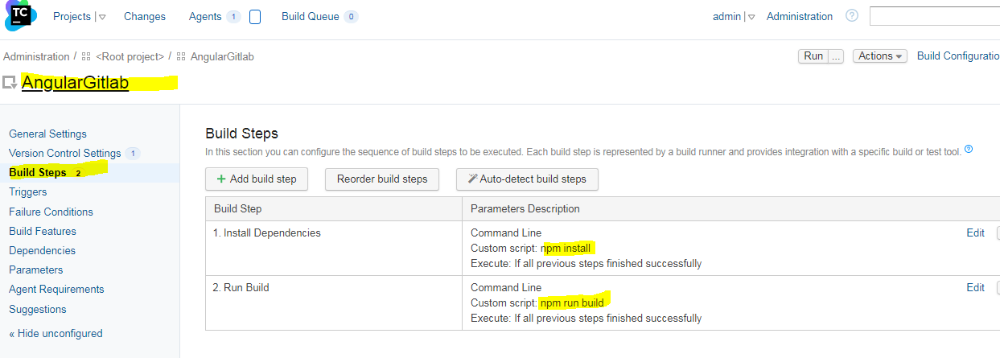 TC
Projects Changes Agents 1 Build Queue 0 admin Administration ?
Administration / <Root project> / AngularGitlab Run ... Actions Build Configuratio
AngularGitlab
General Settings
Version Control Settings 1
Build Steps 2
Triggers
Failure Conditions
Build Features
Dependencies
Parameters
Agent Requirements
Suggestions
« Hide unconfigured
Build Steps
In this section you can configure the sequence of build steps to be executed. Each build step is represented by a build runner and provides integration with a specific build or test tool. ?
+ Add build step Reorder build steps Auto-detect build steps
Build Step Parameters Description
1. Install Dependencies Command Line Edit
Custom script: npm install
Execute: If all previous steps finished successfully
2. Run Build Command Line Edit
Custom script: npm run build
Execute: If all previous steps finished successfully